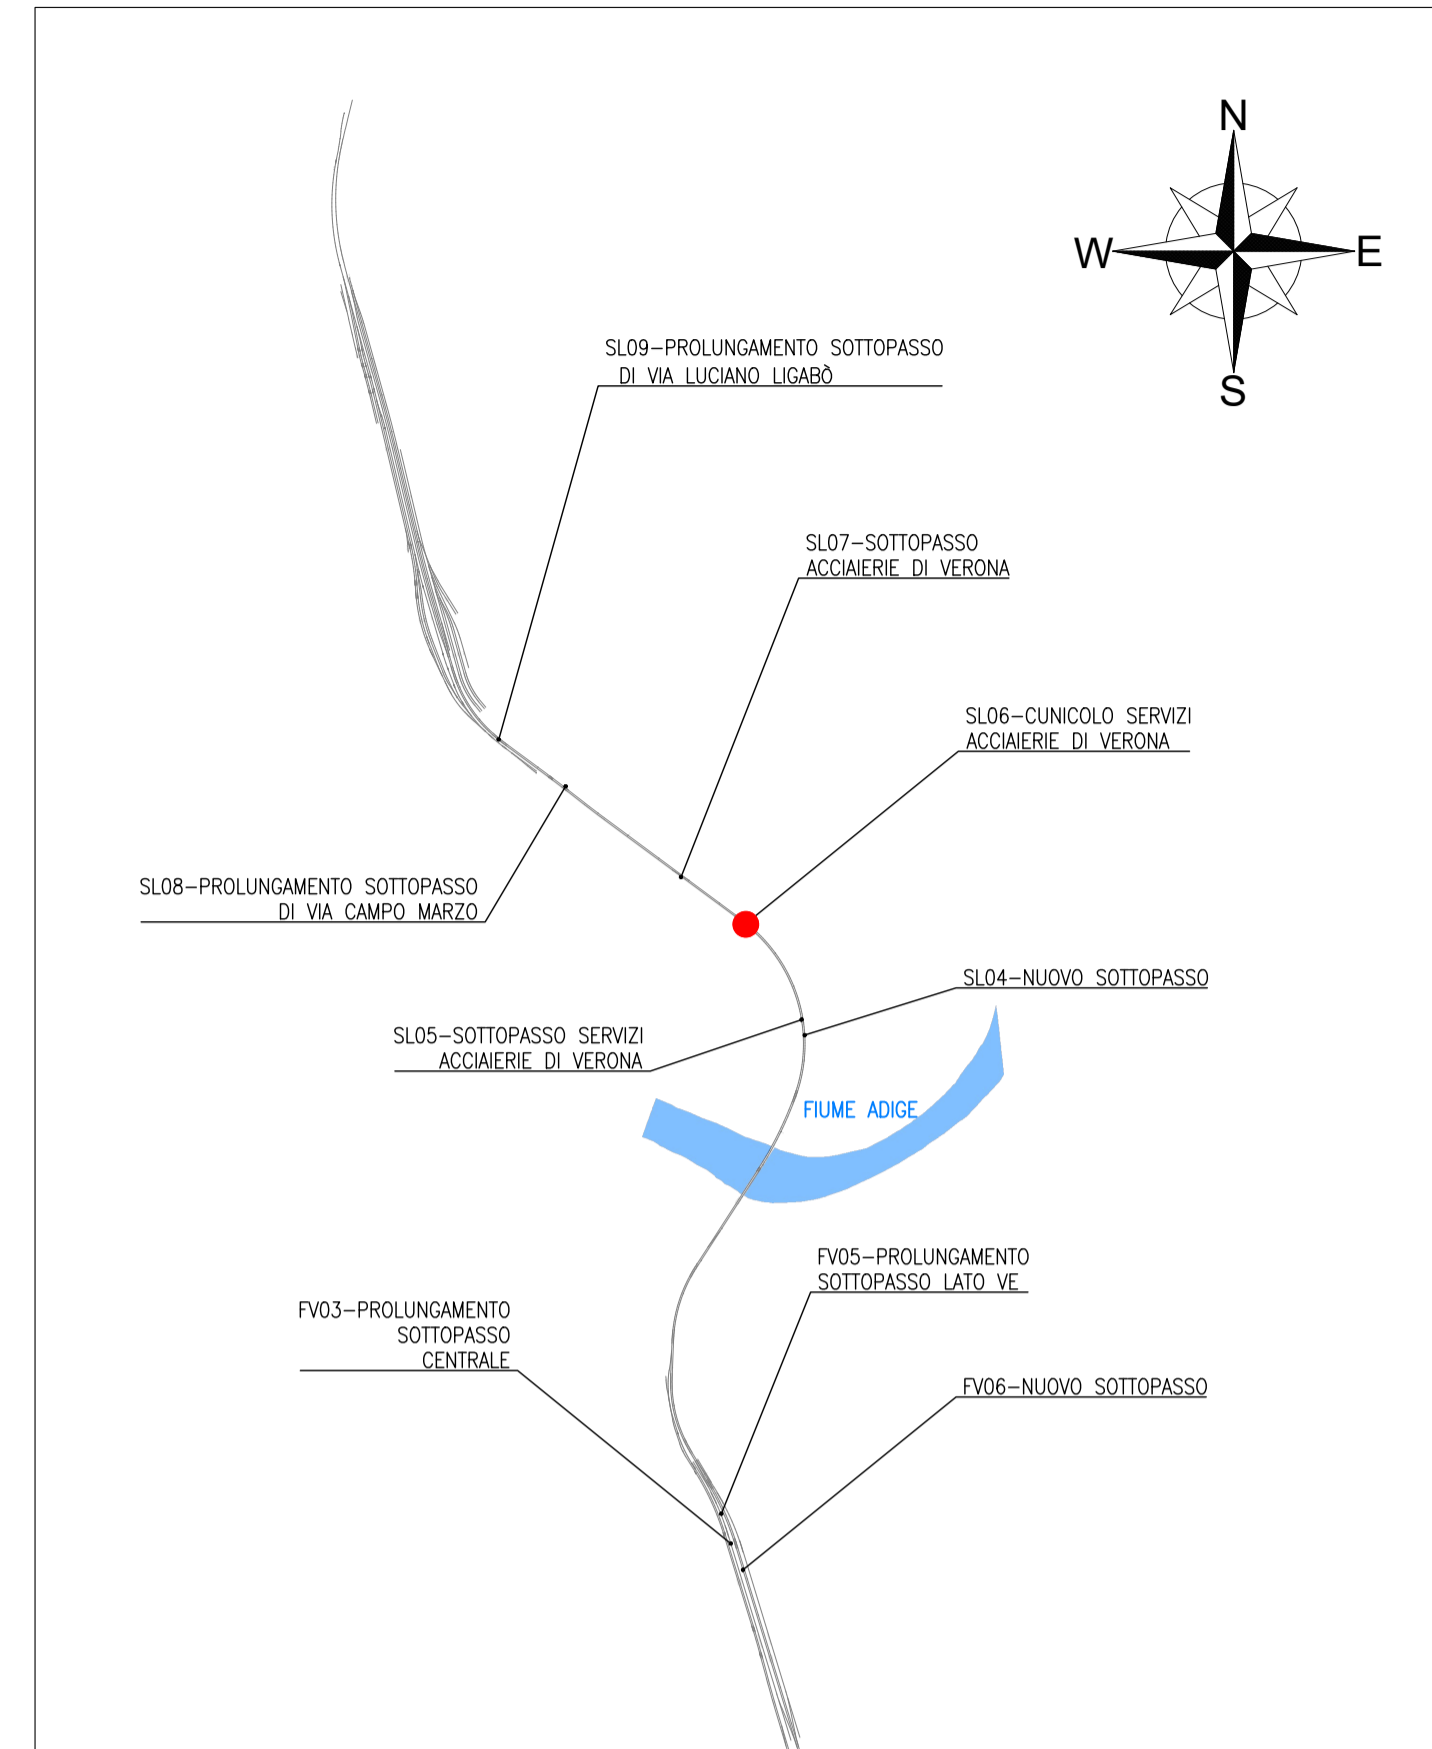 N
W
E
S
SL09-PROLUNGAMENTO SOTTOPASSO
DI VIA LUCIANO LIGABÒ
SL07-SOTTOPASSO
ACCIAIERIE DI VERONA
SL06-CUNICOLO SERVIZI
ACCIAIERIE DI VERONA
SL08-PROLUNGAMENTO SOTTOPASSO
DI VIA CAMPO MARZO
SL04-NUOVO SOTTOPASSO
SL05-SOTTOPASSO SERVIZI
ACCIAIERIE DI VERONA
FIUME ADIGE
FV05-PROLUNGAMENTO
SOTTOPASSO LATO VE
FV03-PROLUNGAMENTO
SOTTOPASSO
CENTRALE
FV06-NUOVO SOTTOPASSO